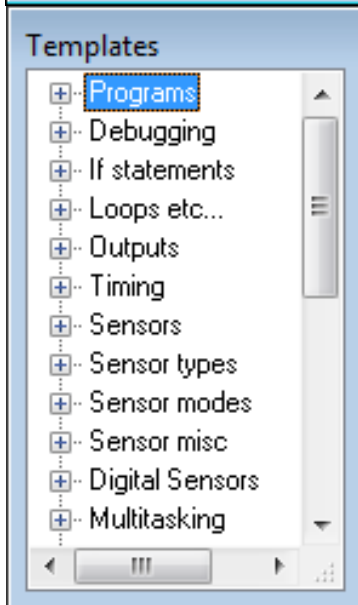 Templates
Programs
Debugging
If statements
Loops etc...
Outputs
Timing
Sensors
Sensor types
Sensor modes
Sensor misc
Digital Sensors
Multitasking